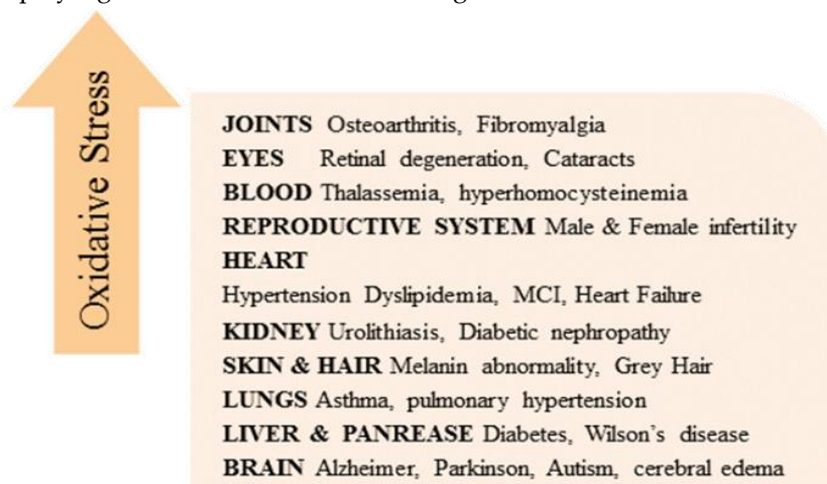 Oxidative Stress
JOINTS Osteoarthritis, Fibromyalgia
EYES Retinal degeneration, Cataracts
BLOOD Thalassemia, hyperhomocysteinemia
REPRODUCTIVE SYSTEM Male & Female infertility
HEART
Hypertension Dyslipidemia, MCI, Heart Failure
KIDNEY Urolithiasis, Diabetic nephropathy
SKIN & HAIR Melanin abnormality, Grey Hair
LUNGS Asthma, pulmonary hypertension
LIVER & PANREASE Diabetes, Wilson's disease
BRAIN Alzheimer, Parkinson, Autism, cerebral edema